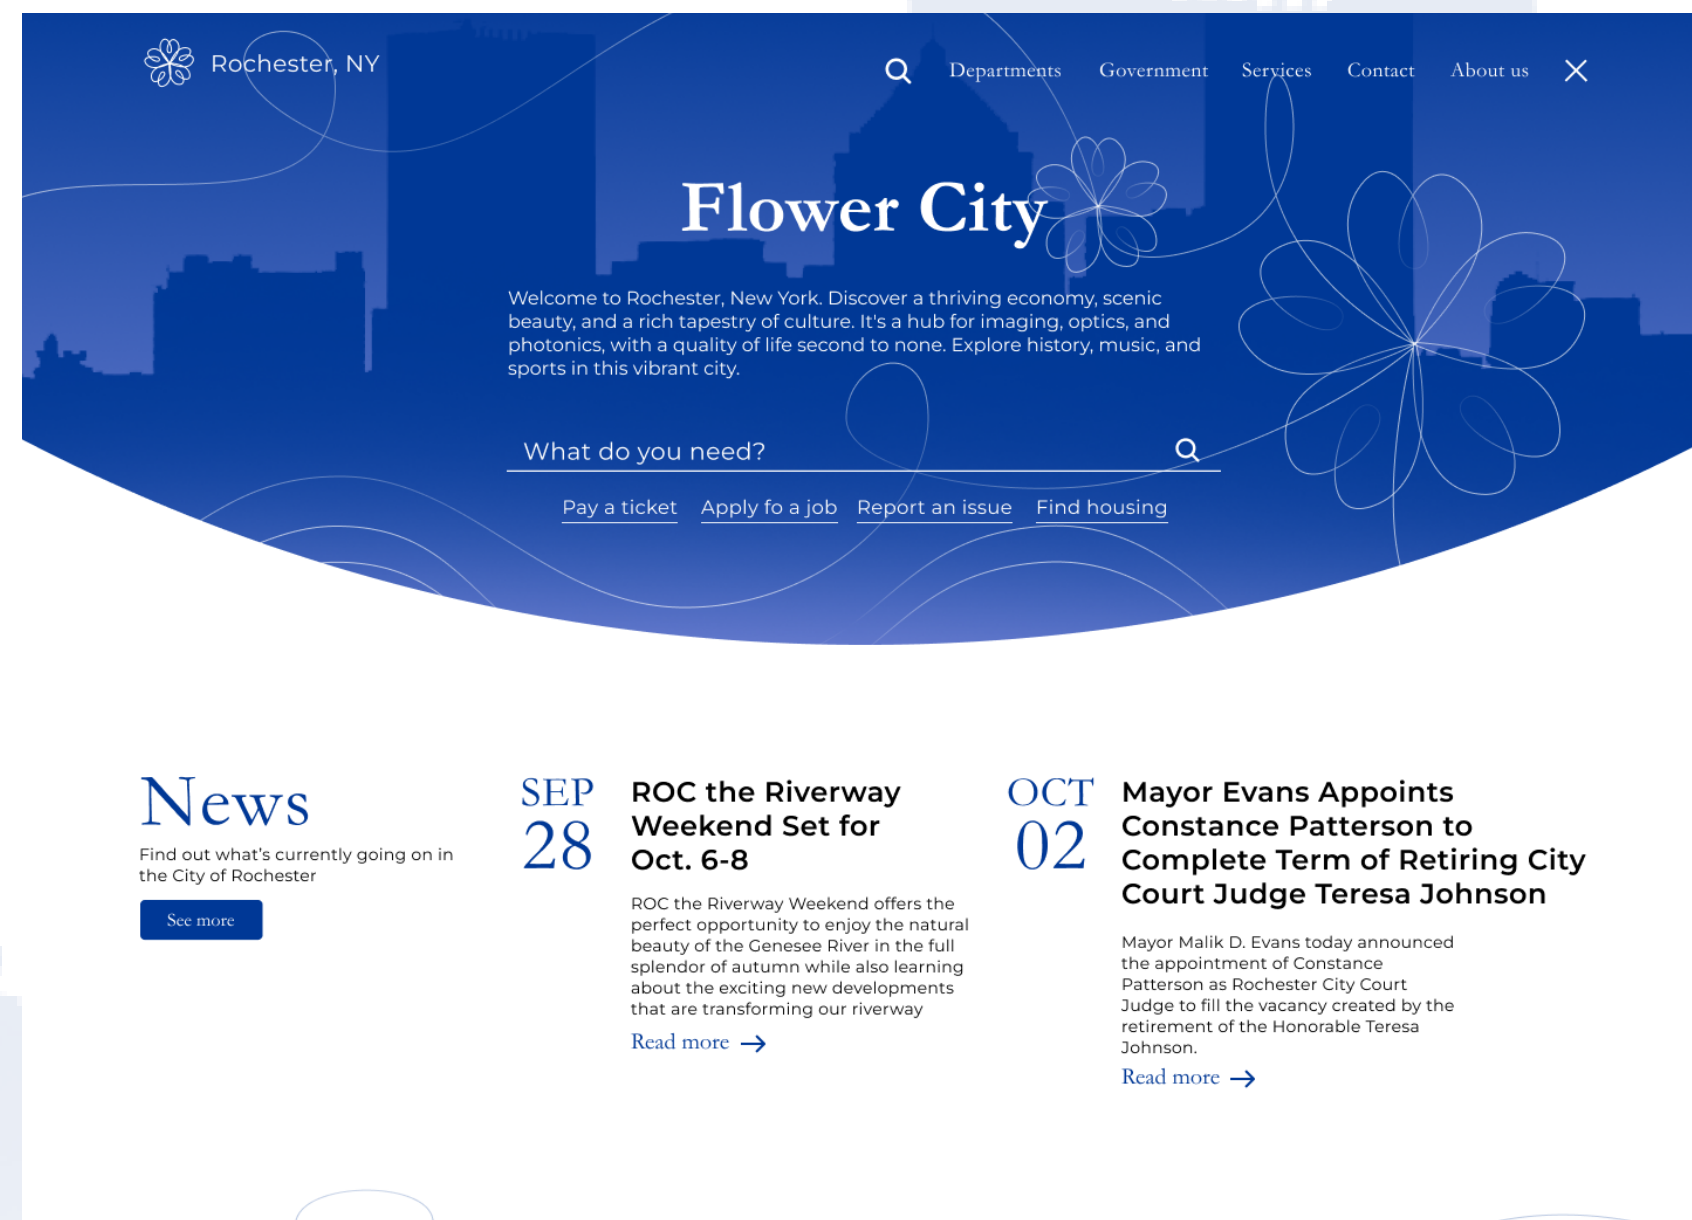 Rochester, NY
Departments Government Services Contact About us
Flower City
Welcome to Rochester, New York. Discover a thriving economy, scenic
beauty, and a rich tapestry of culture. It's a hub for imaging, optics, and
photonics, with a quality of life second to none. Explore history, music, and
sports in this vibrant city.
What do you need?
Pay a ticket Apply fo a job Report an issue Find housing
News
Find out what's currently going on in
the City of Rochester
See more
SEP
28
ROC the Riverway
Weekend Set for
Oct. 6-8
ROC the Riverway Weekend offers the
perfect opportunity to enjoy the natural
beauty of the Genesee River in the full
splendor of autumn while also learning
about the exciting new developments
that are transforming our riverway
Read more
OCT
02
Mayor Evans Appoints
Constance Patterson to
Complete Term of Retiring City
Court Judge Teresa Johnson
Mayor Malik D. Evans today announced
the appointment of Constance
Patterson as Rochester City Court
Judge to fill the vacancy created by the
retirement of the Honorable Teresa
Johnson.
Read more